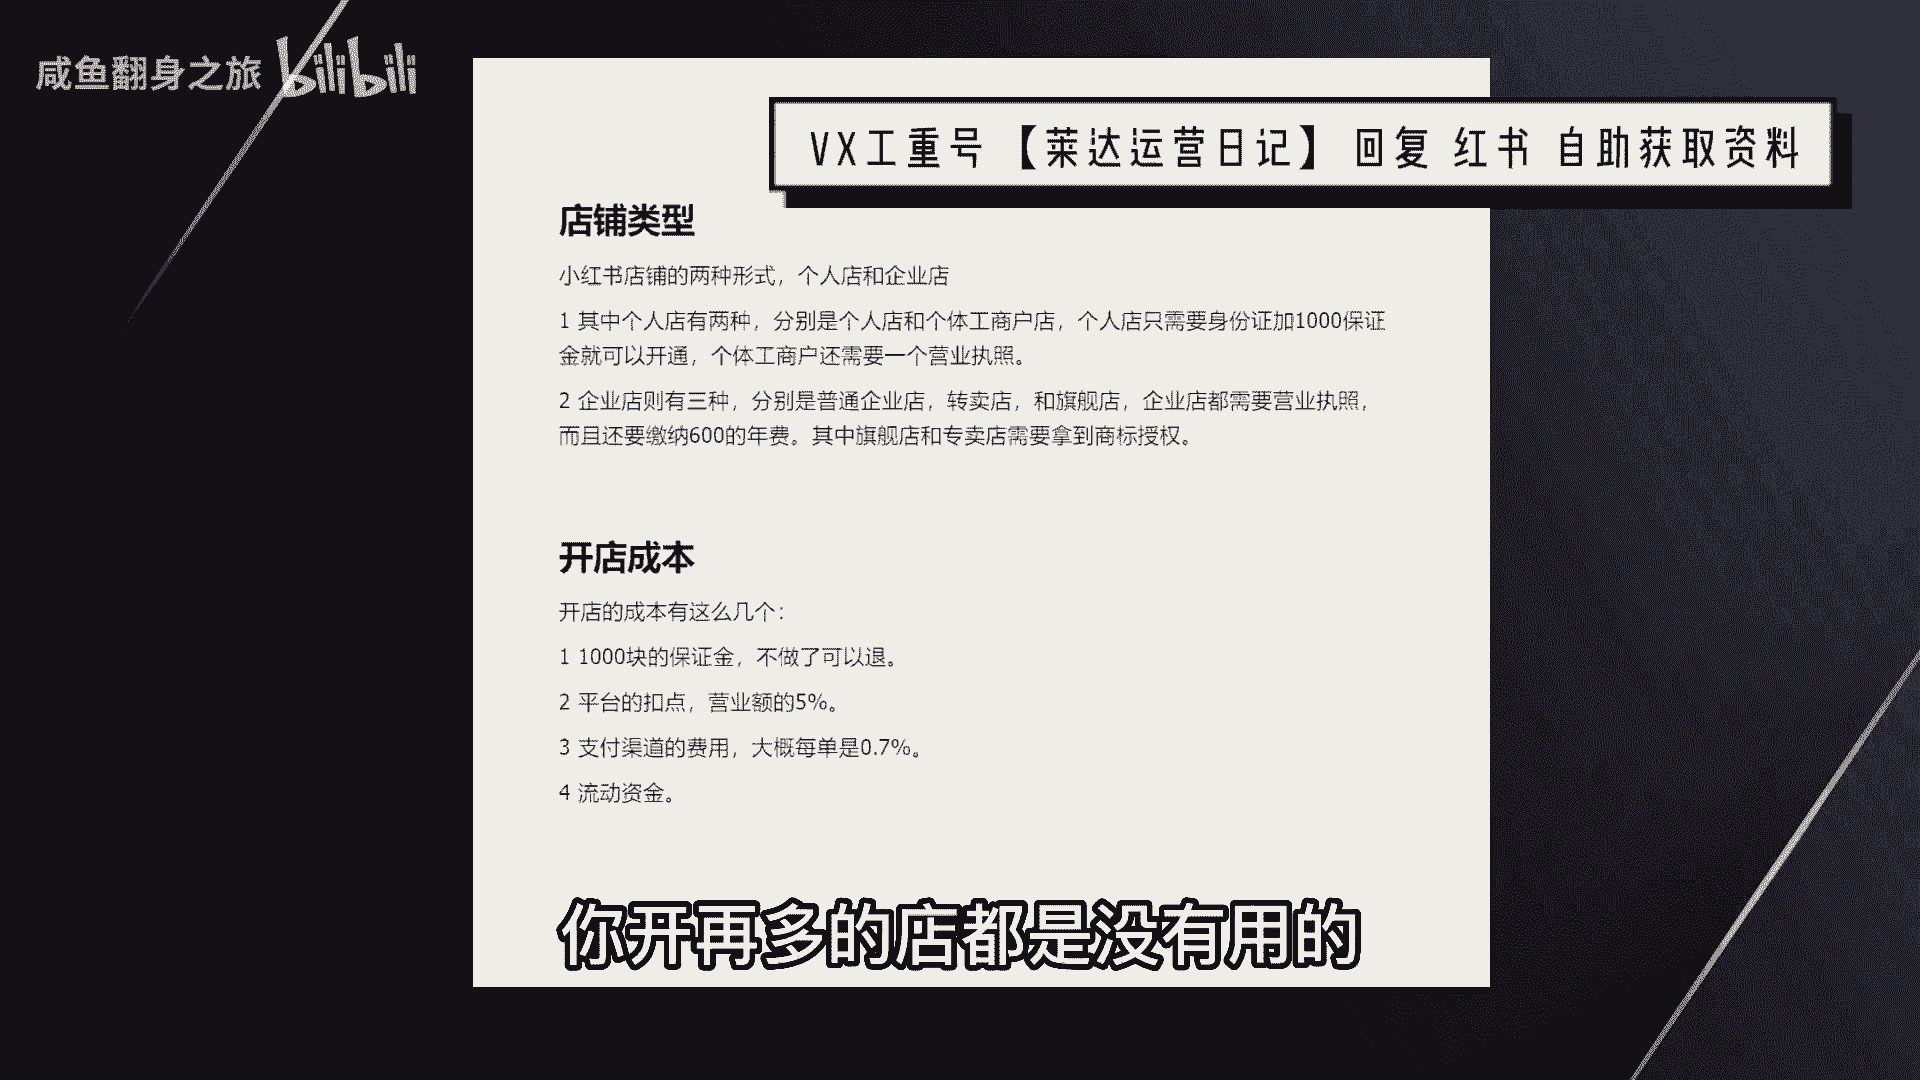 咸鱼翻身之旅 bilibili
VX工重号 【莱达运营日记】 回复 红书 自助获取资料
店铺类型
小红书店铺的两种形式，个人店和企业店
1 其中个人店有两种，分别是个人店和个体工商户店，个人店只需要身份证加1000保证
金就可以开通，个体工商户还需要一个营业执照。
2 企业店则有三种，分别是普通企业店，转卖店，和旗舰店，企业店都需要营业执照，
而且还要缴纳600的年费。其中旗舰店和专卖店需要拿到商标授权。
开店成本
开店的成本有这么几个：
1 1000块的保证金，不做了可以退。
2 平台的扣点，营业额的5%。
3 支付渠道的费用，大概每单是0.7%。
4 流动资金。
你开再多的店都是没有用的